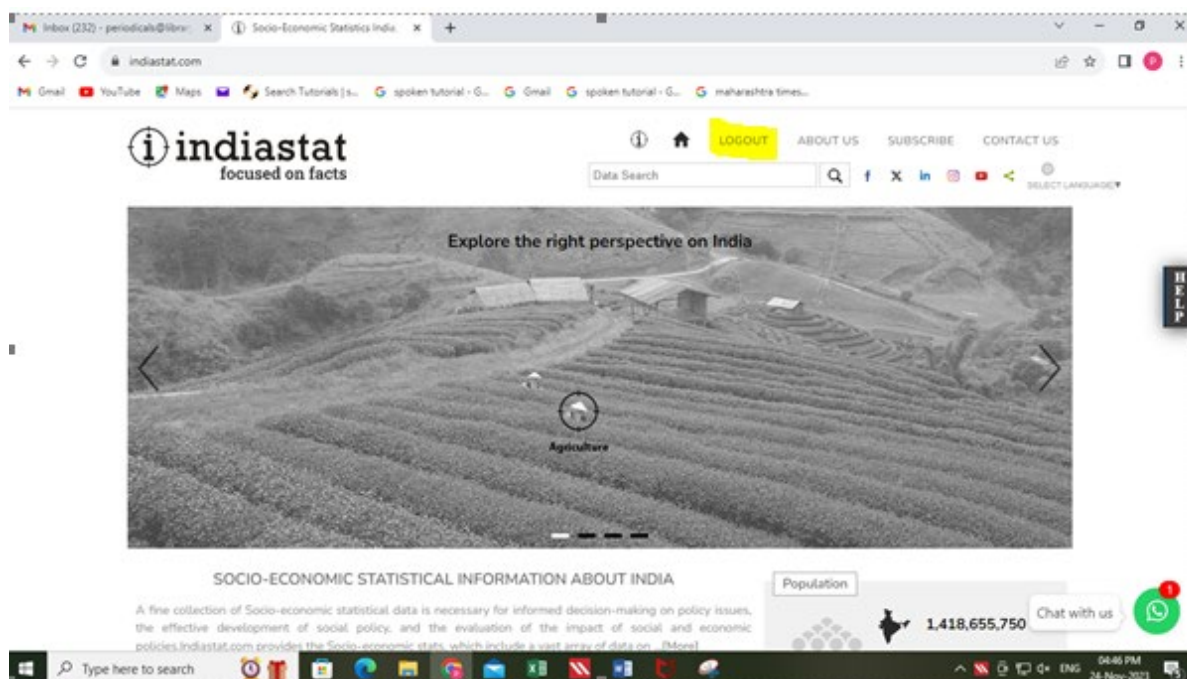 Inbox (232) - periodicals@librar
Socio-Economic Statistics India.
indiastat.com
Gmail YouTube Maps Search Tutorials | s... spoken tutorial - G... Gmail spoken tutorial - G... maharashtra times...
indiastat
focused on facts
LOGOUT ABOUT US SUBSCRIBE CONTACT US
Data Search
SELECT LANGUAGE▼
Explore the right perspective on India
HELP
Agriculture
SOCIO-ECONOMIC STATISTICAL INFORMATION ABOUT INDIA
A fine collection of Socio-economic statistical data is necessary for informed decision-making on policy issues,
the effective development of social policy, and the evaluation of the impact of social and economic
policies.Indiastat.com provides the Socio-economic stats, which include a vast array of data on ...[More]
Population
1,418,655,750
Chat with us
1
Type here to search
ENG
04:46 PM
24-Nov-2023